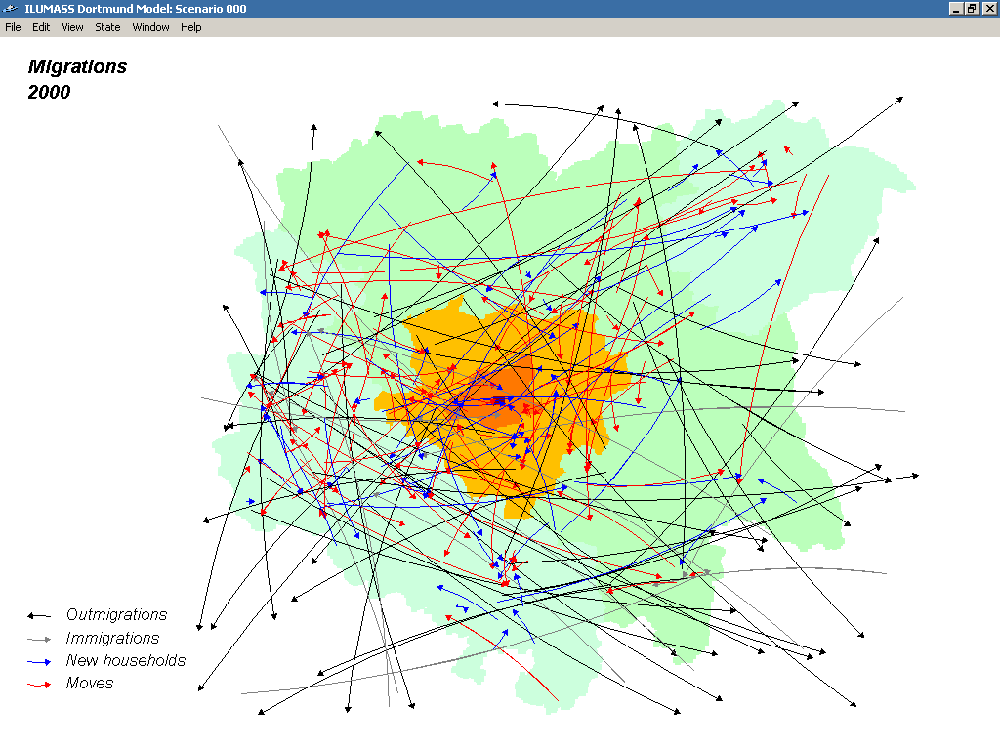 ILUMASS Dortmund Model: Scenario 000
File Edit View State Window Help
Migrations
2000
Outmigrations
Immigrations
New households
Moves